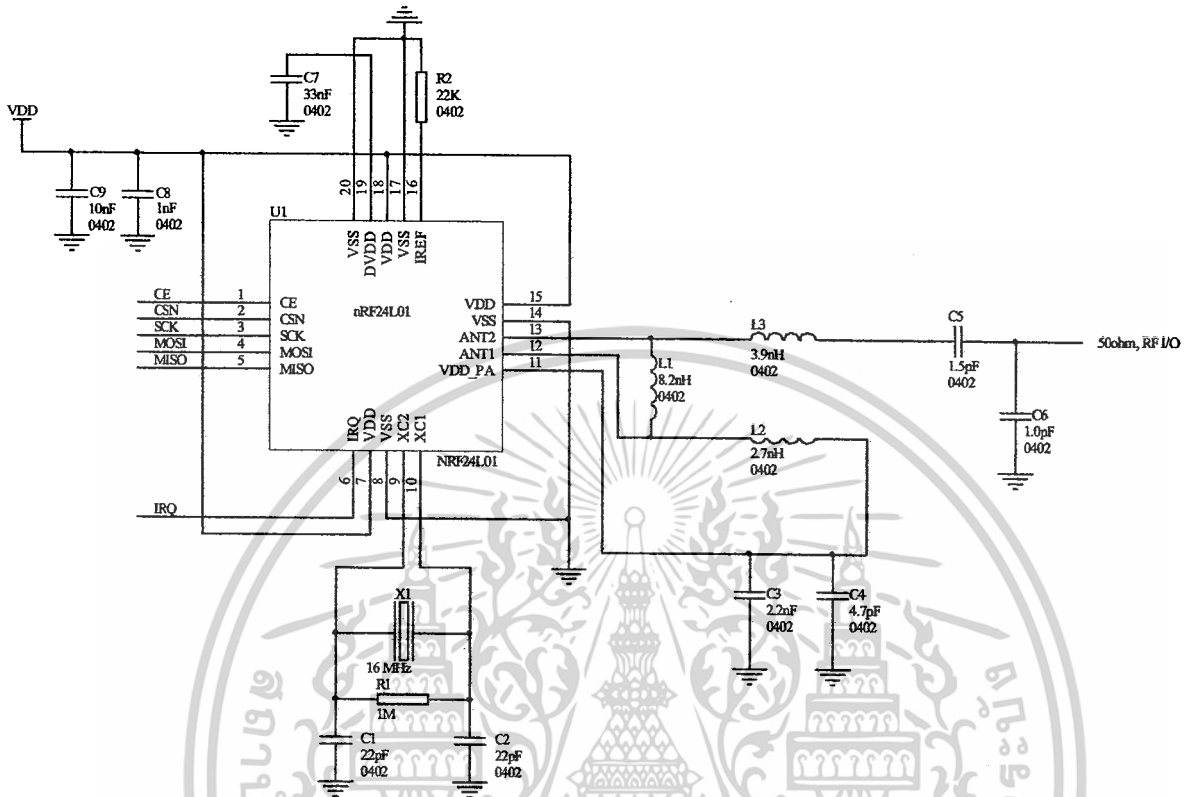 C7
33nF
0402
R2
22K
0402
VDD
C9
10nF
0402
C8
1nF
0402
20
19
18
17
16
U1
VSS
DVDD
VDD
VSS
IREF
nRF24L01
CE 1 CE
CSN 2 CSN
SCK 3 SCK
MOSI 4 MOSI
MISO 5 MISO
VDD 15
VSS 14
ANT2 13
ANT1 12
VDD_PA 11
IRQ
VDD
VSS
XC2
XC1
NRF24L01
6
7
8
9
10
IRQ
L1
8.2nH
0402
L3
3.9nH
0402
C5
1.5pF
0402
50ohm, RF I/O
C6
1.0pF
0402
L2
2.7nH
0402
C3
2.2nF
0402
C4
4.7pF
0402
X1
16 MHz
R1
1M
C1
22pF
0402
C2
22pF
0402